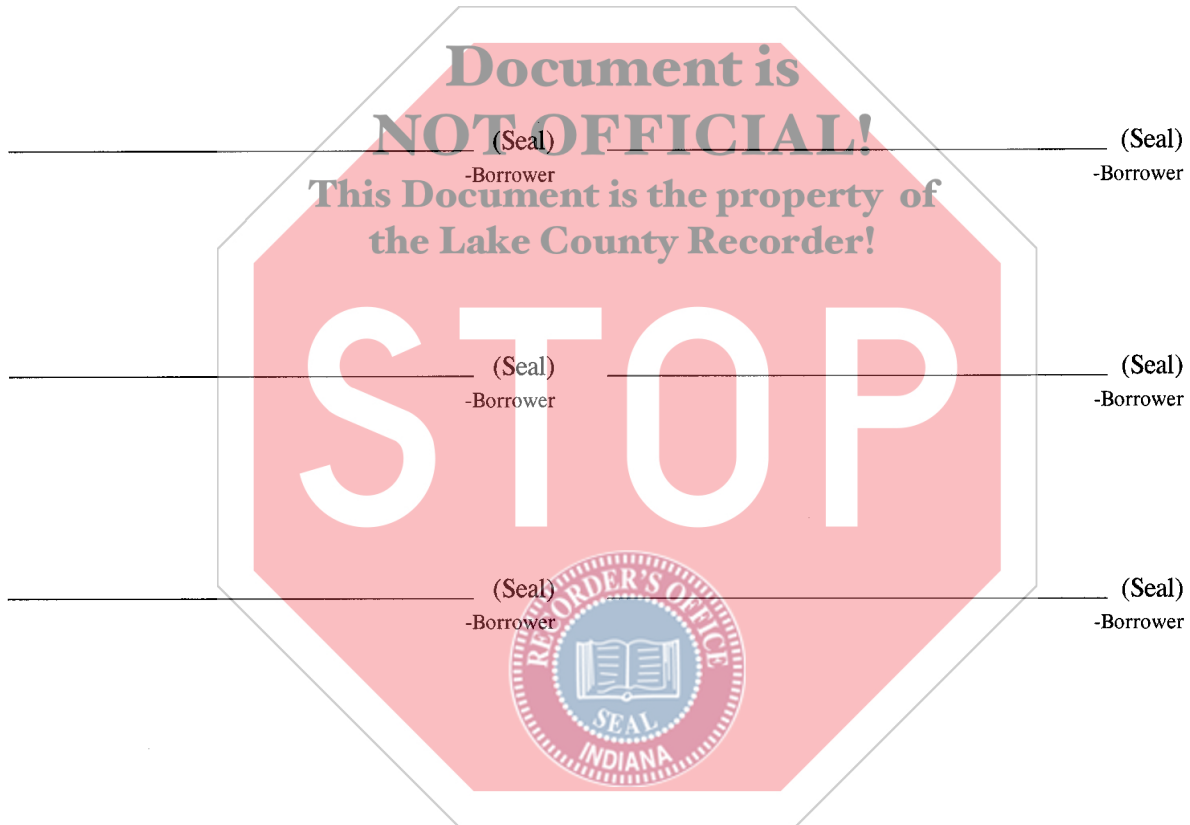 Document is
NOT OFFICIAL!
(Seal) (Seal)
-Borrower -Borrower
This Document is the property of
the Lake County Recorder!
STOP
(Seal) (Seal)
-Borrower -Borrower
(Seal) (Seal)
-Borrower -Borrower
RECORDER'S OFFICE
SEAL
INDIANA